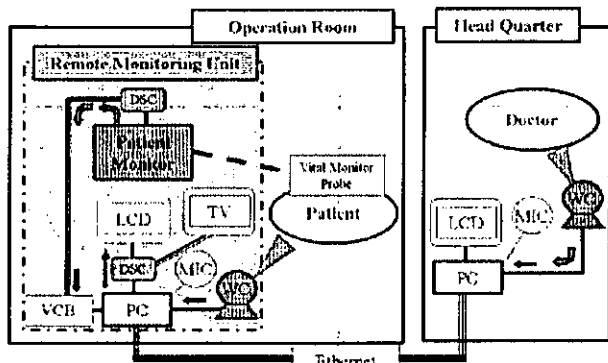 Operation Room
Head Quarter
Remote Monitoring Unit
DSC
Patient
Monitor
Doctor
Vital Monitor
Probe
Patient
LCD
TV
DSC
MIC
WC
VCB
PC
LCD
MIC
WC
PC
Ethernet